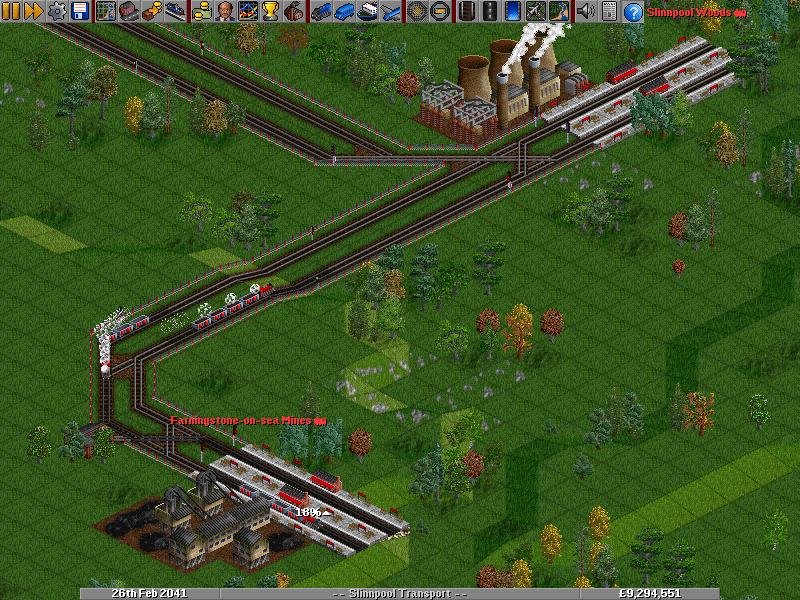 Slinnpool Woods
Farningstone-on-sea Mines
18%
26th Feb 2041
-- Slinnpool Transport --
£9,294,551